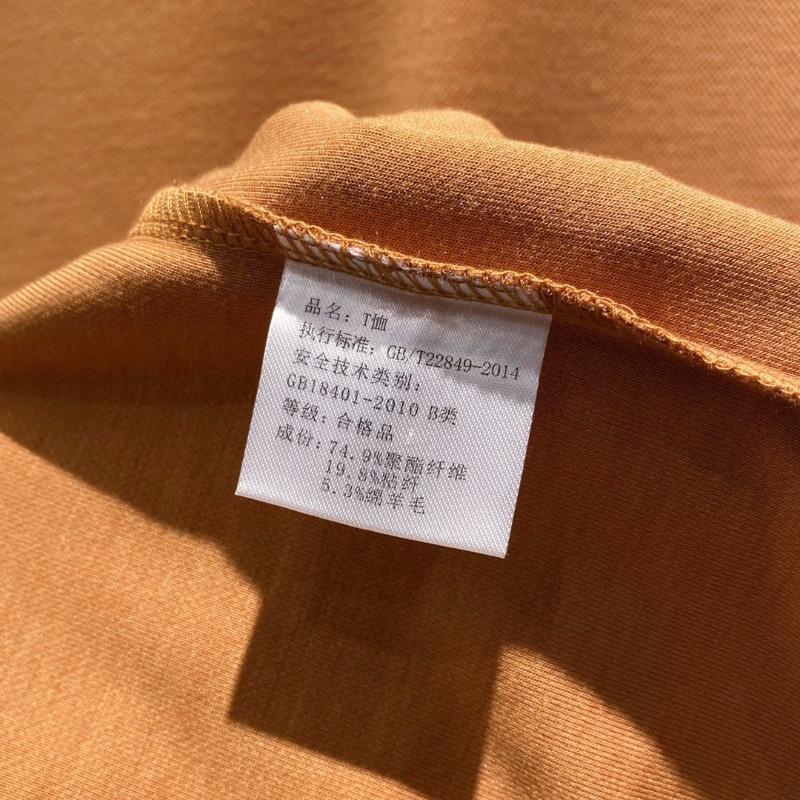 品名：T恤
执行标准：GB/T22849-2014
安全技术类别：
GB18401-2010 B类
等级：合格品
成份：74.9%聚酯纤维
19.8%粘纤
5.3%绵羊毛